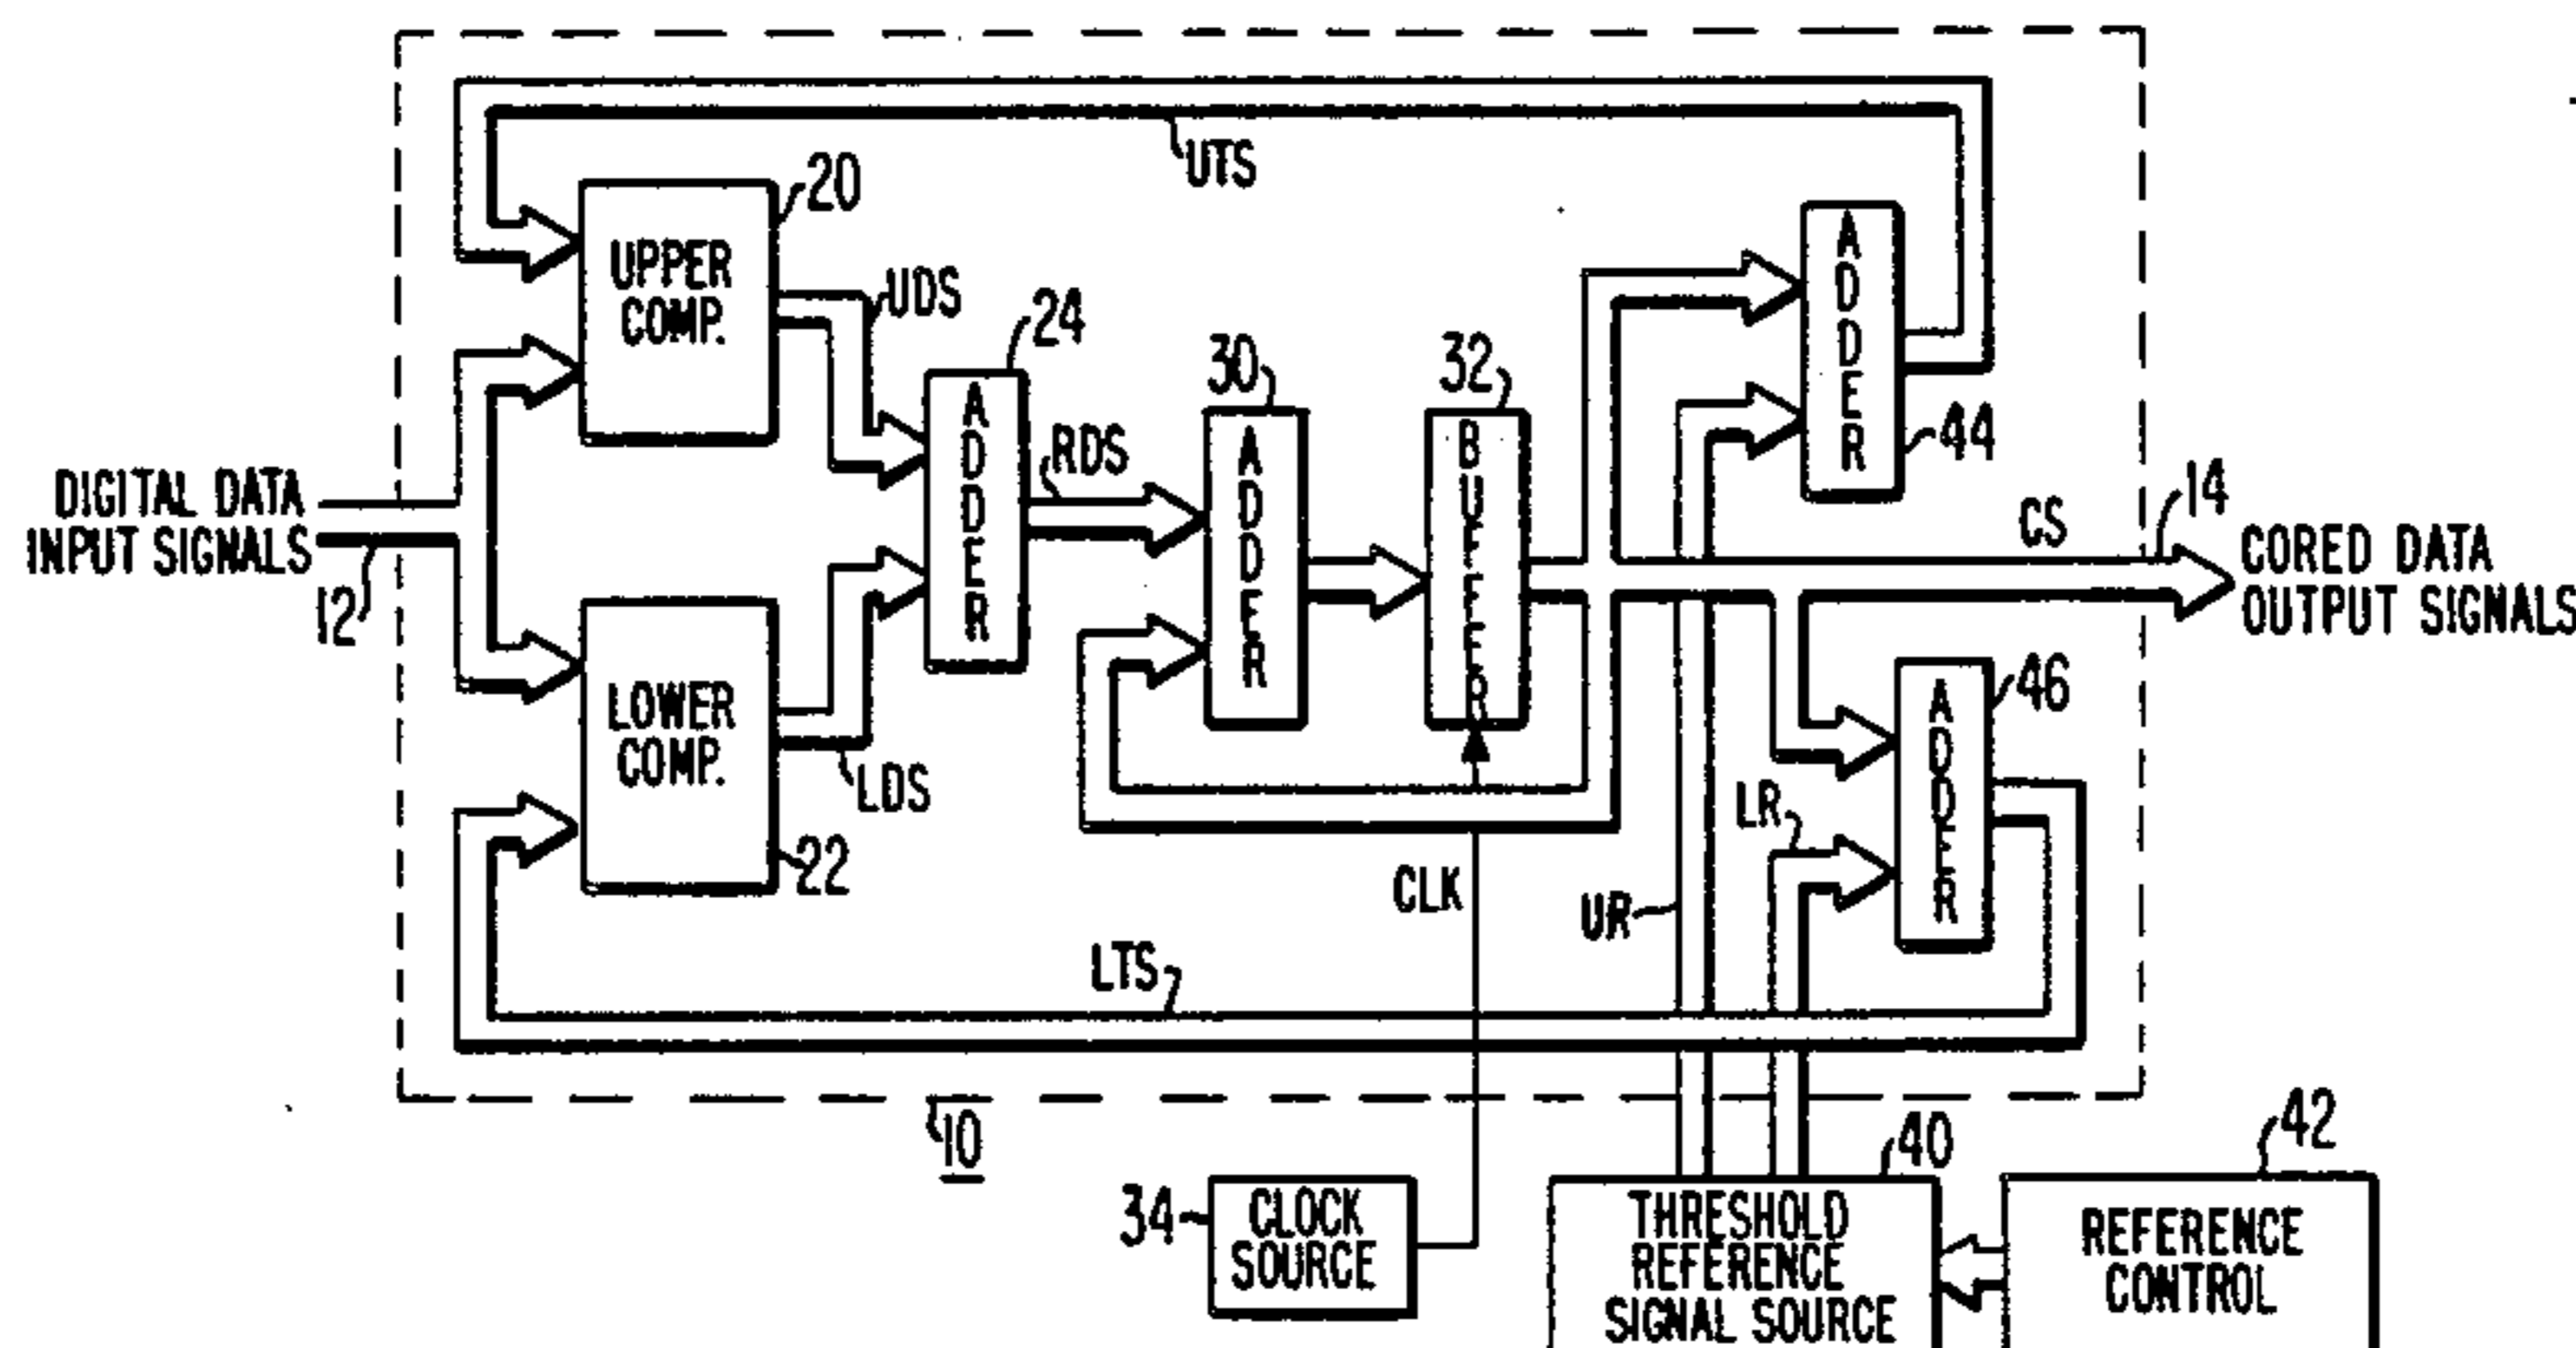 UTS
20
UPPER
COMP.
UDS
24
ADDER
30
ADDER
32
BUFFER
ADDER
44
RDS
DIGITAL DATA
INPUT SIGNALS
12
CS
14
CORED DATA
OUTPUT SIGNALS
LOWER
COMP.
LDS
22
46
ADDER
LR
UR
CLK
LTS
10
34
CLOCK
SOURCE
40
THRESHOLD
REFERENCE
SIGNAL SOURCE
42
REFERENCE
CONTROL